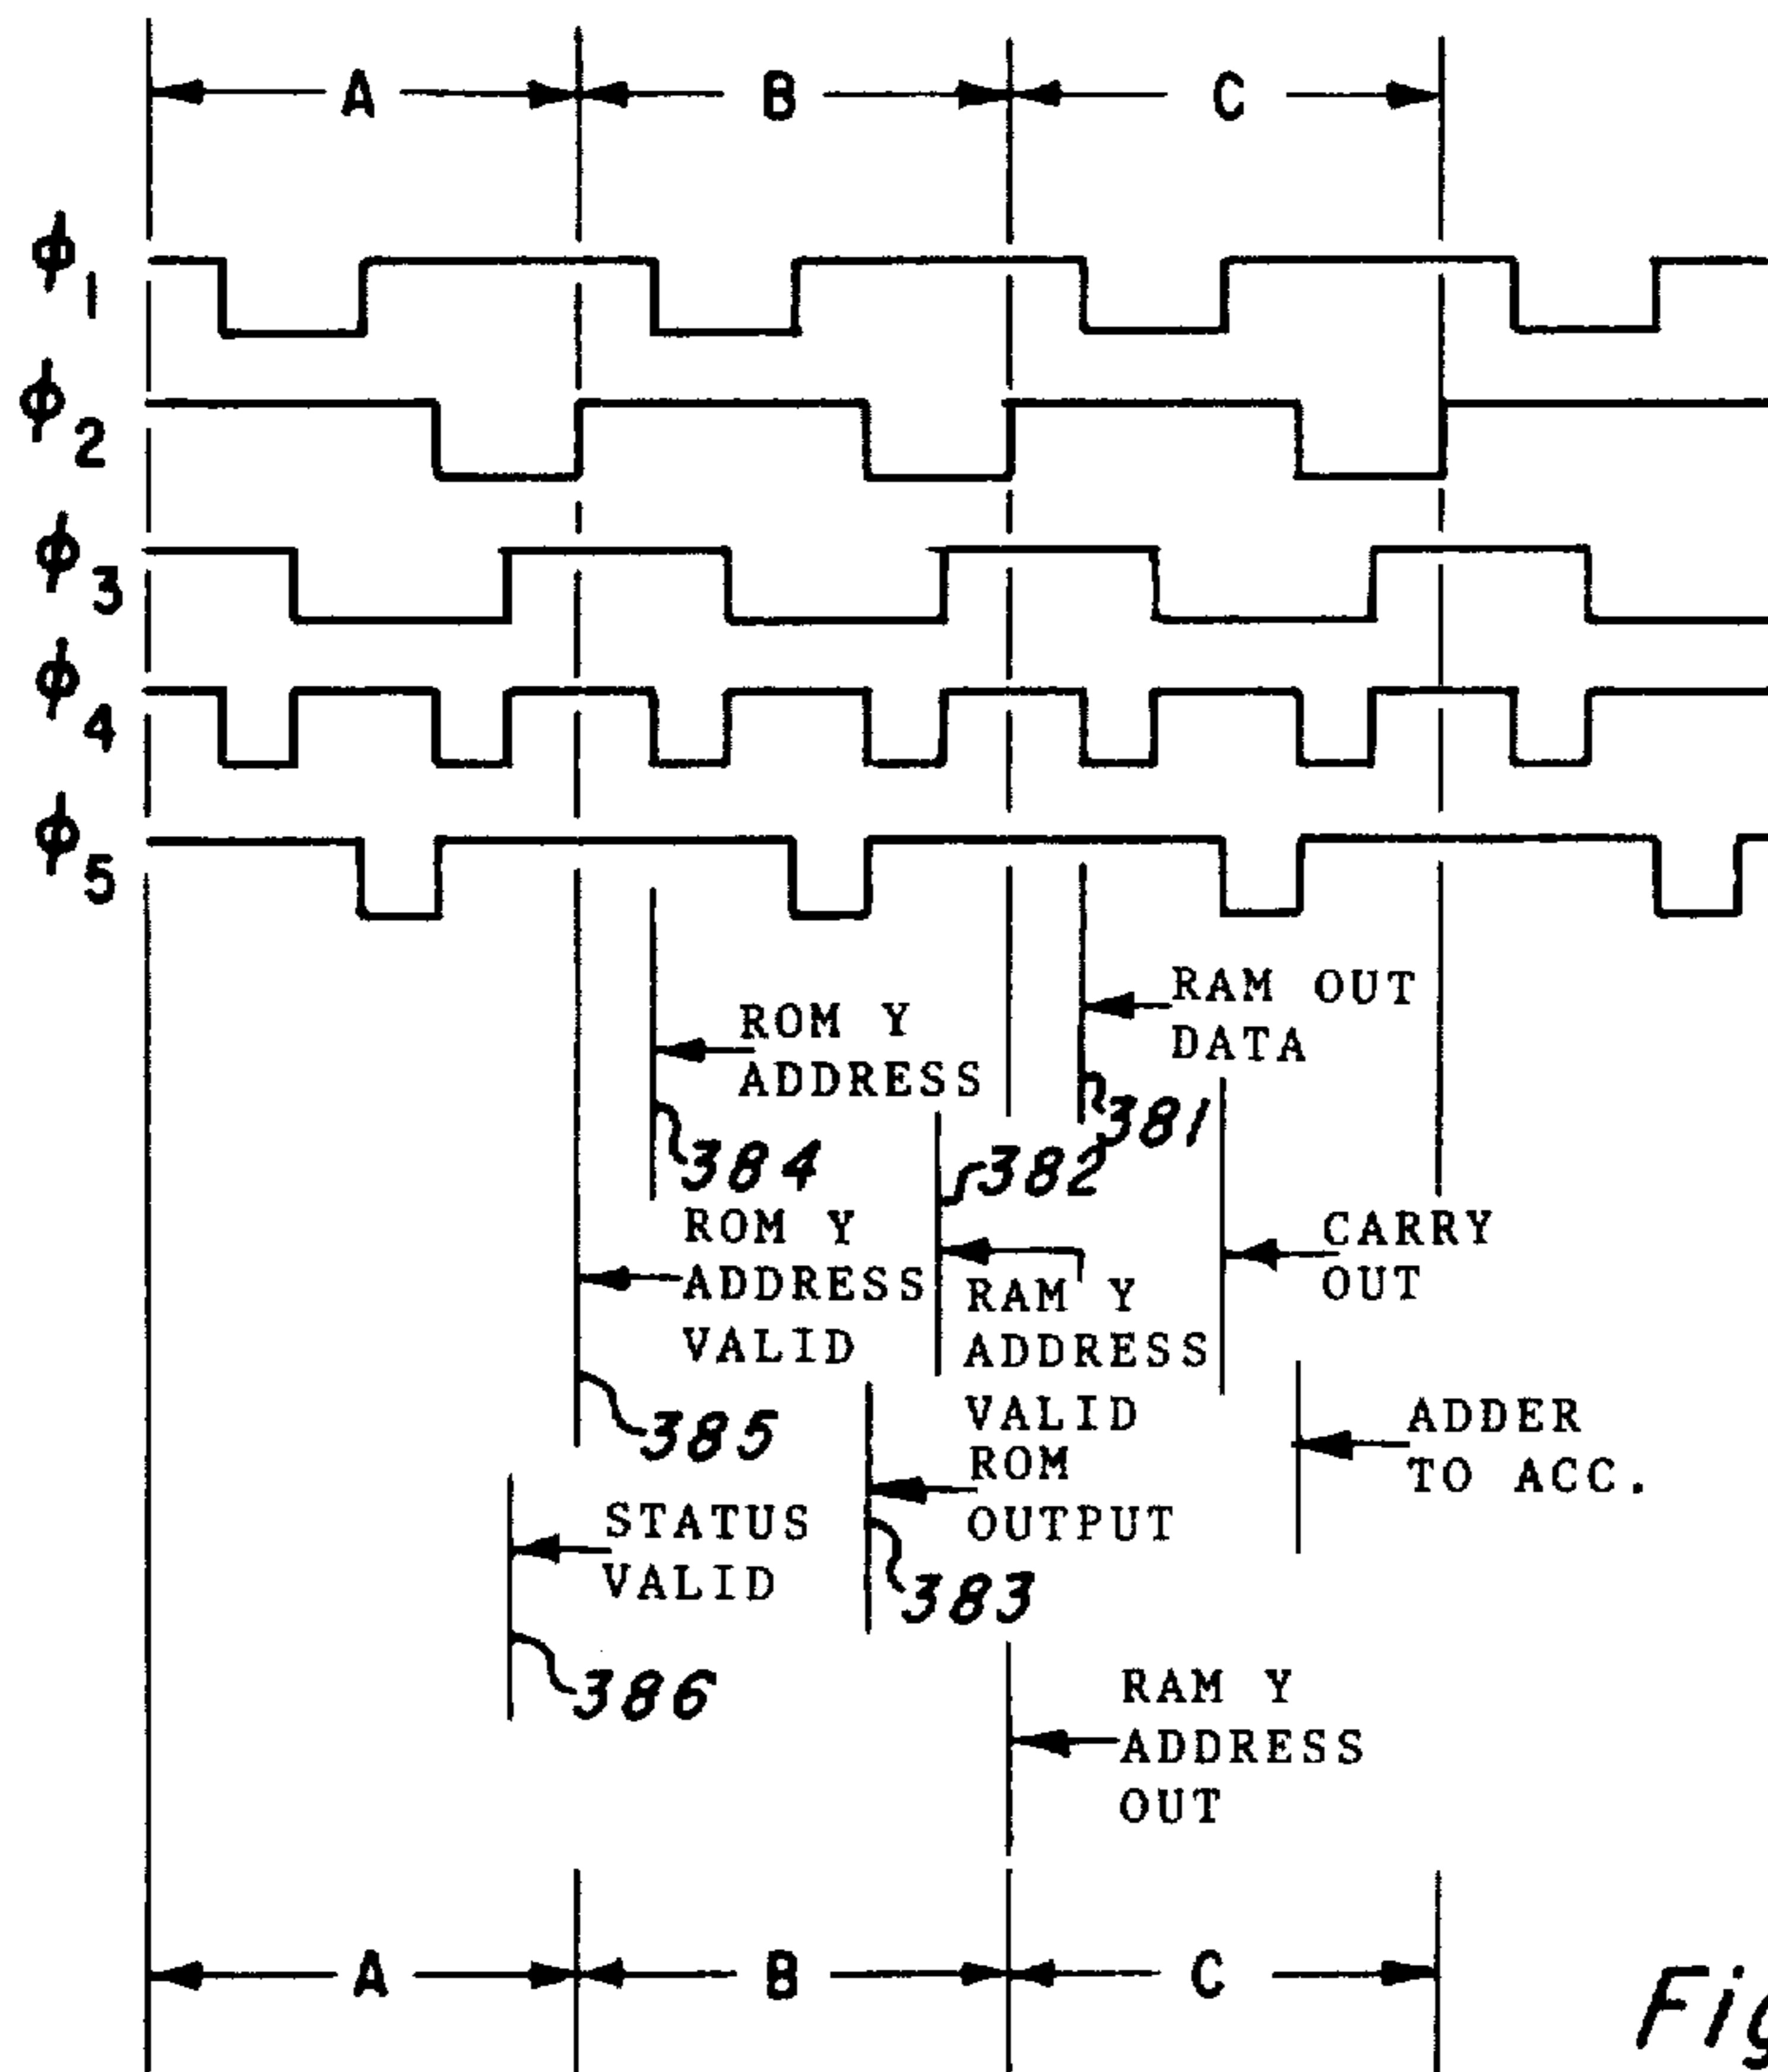 A B C
ϕ1
ϕ2
ϕ3
ϕ4
ϕ5
RAM OUT
DATA
381
ROM Y
ADDRESS
384
382
ROM Y
ADDRESS
VALID
385
RAM Y
ADDRESS
VALID
CARRY
OUT
ADDER
TO ACC.
ROM
OUTPUT
383
STATUS
VALID
386
RAM Y
ADDRESS
OUT
A B C
Fig